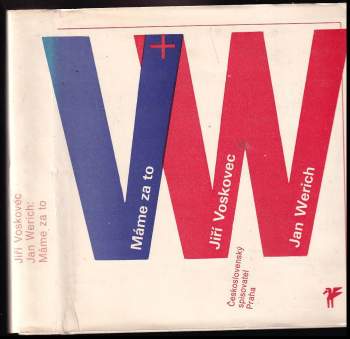 Jiří Voskovec
Jan Werich:
Máme za to
V+W
Máme za to
Jiří Voskovec
Jan Werich
Československý
spisovatel
Praha